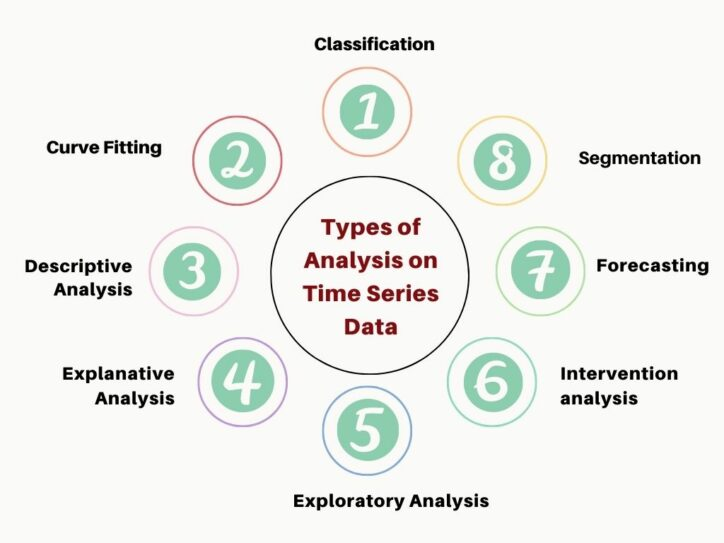 Classification
1
2
Curve Fitting
8
Segmentation
Types of
Analysis on
Time Series
Data
3
Descriptive
Analysis
7
Forecasting
4
Explanative
Analysis
6
Intervention
analysis
5
Exploratory Analysis